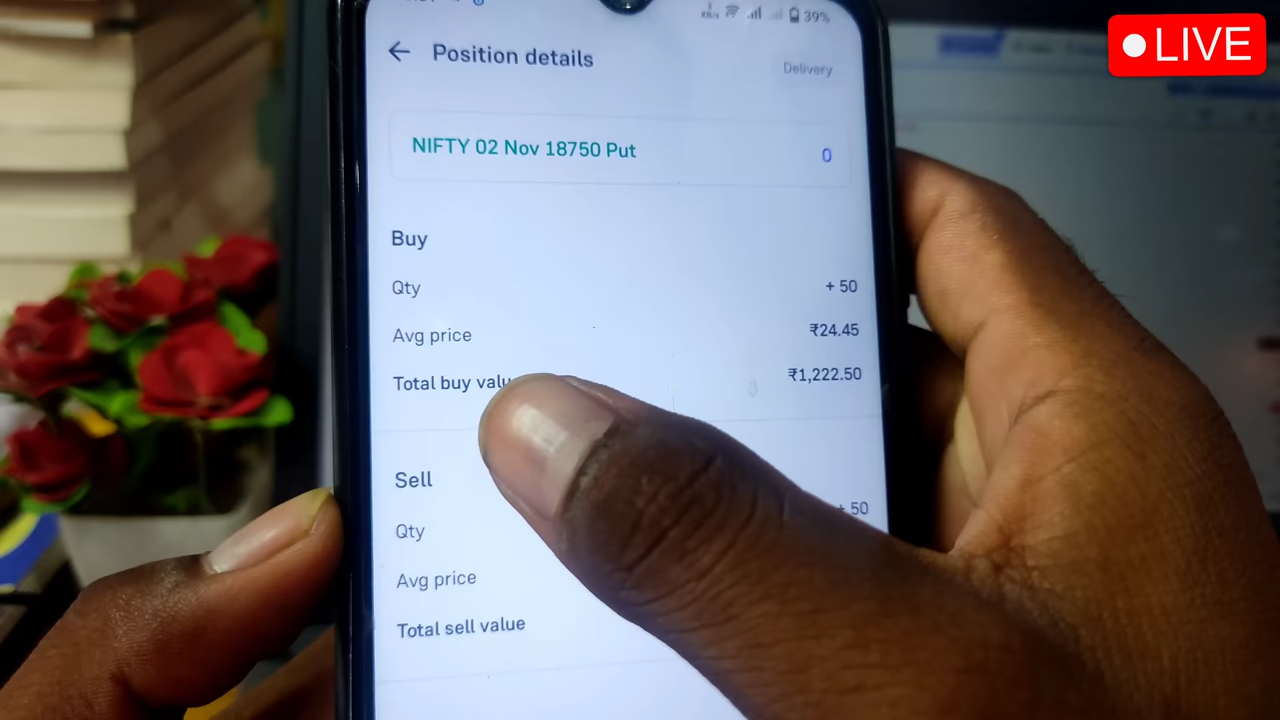 LIVE
39%
Position details
Delivery
NIFTY 02 Nov 18750 Put
0
Buy
Qty + 50
Avg price ₹24.45
Total buy ₹1,222.50
Sell
Qty + 50
Avg price
Total sell value